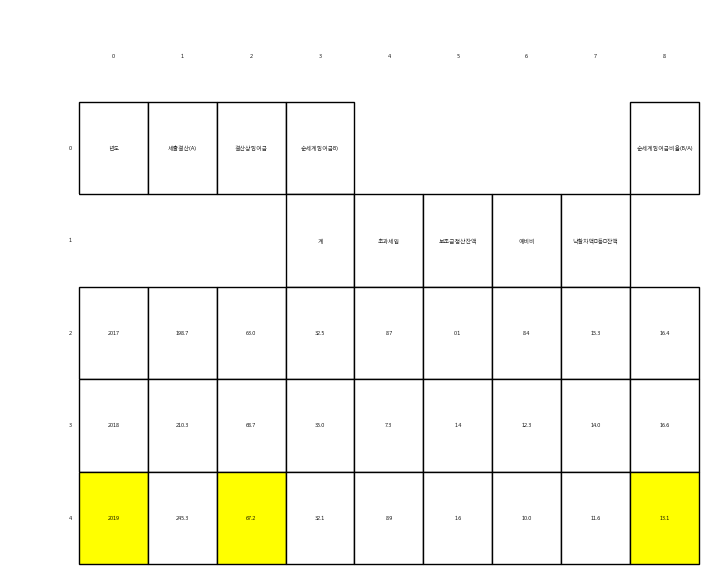 0 1 2 3 4 5 6 7 8
0 년도 세출결산(A) 결산상잉여금 순세계잉여금B) 순세계잉여금비율(B/A)
1 계 초과세입 보조금정산잔액 예비비 낙찰차액□등□잔액
2 2017 198.7 63.0 32.5 8.7 0.1 8.4 15.3 16.4
3 2018 210.3 68.7 35.0 7.3 1.4 12.3 14.0 16.6
4 2019 245.3 67.2 32.1 8.9 1.6 10.0 11.6 13.1